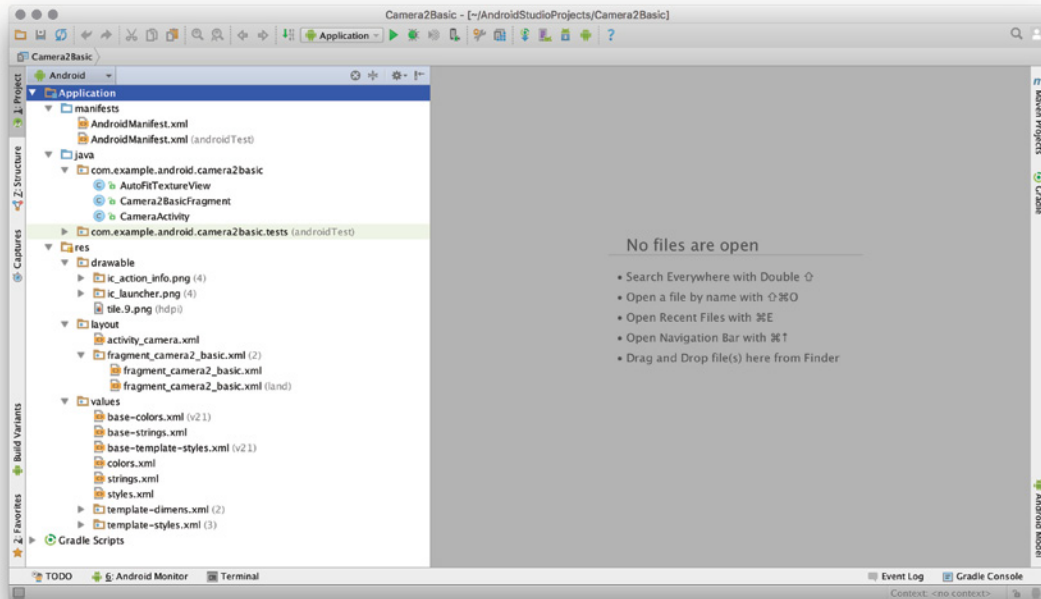 Camera2Basic - [~/AndroidStudioProjects/Camera2Basic]
Application
Camera2Basic
1: Project
Android
Application
manifests
AndroidManifest.xml
AndroidManifest.xml (androidTest)
java
com.example.android.camera2basic
AutoFitTextureView
Camera2BasicFragment
CameraActivity
com.example.android.camera2basic.tests (androidTest)
res
drawable
ic_action_info.png (4)
ic_launcher.png (4)
tile.9.png (hdpi)
layout
activity_camera.xml
fragment_camera2_basic.xml (2)
fragment_camera2_basic.xml
fragment_camera2_basic.xml (land)
values
base-colors.xml (v21)
base-strings.xml
base-template-styles.xml (v21)
colors.xml
strings.xml
styles.xml
template-dimens.xml (2)
template-styles.xml (3)
Gradle Scripts
Z: Structure
Captures
Build Variants
2: Favorites
No files are open
• Search Everywhere with Double ⇧
• Open a file by name with ⇧⌘O
• Open Recent Files with ⌘E
• Open Navigation Bar with ⌘↑
• Drag and Drop file(s) here from Finder
m
Maven Projects
Gradle
Android Model
TODO
6: Android Monitor
Terminal
Event Log
Gradle Console
Context: <no context>